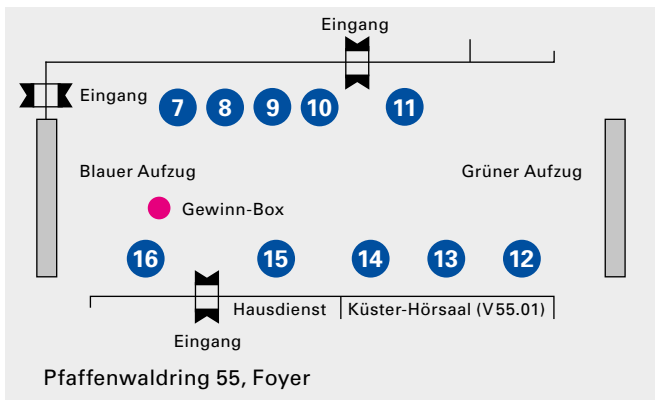 Eingang
Eingang
7 8 9 10 11
Blauer Aufzug
Grüner Aufzug
Gewinn-Box
16 15 14 13 12
Hausdienst
Küster-Hörsaal (V55.01)
Eingang
Pfaffenwaldring 55, Foyer